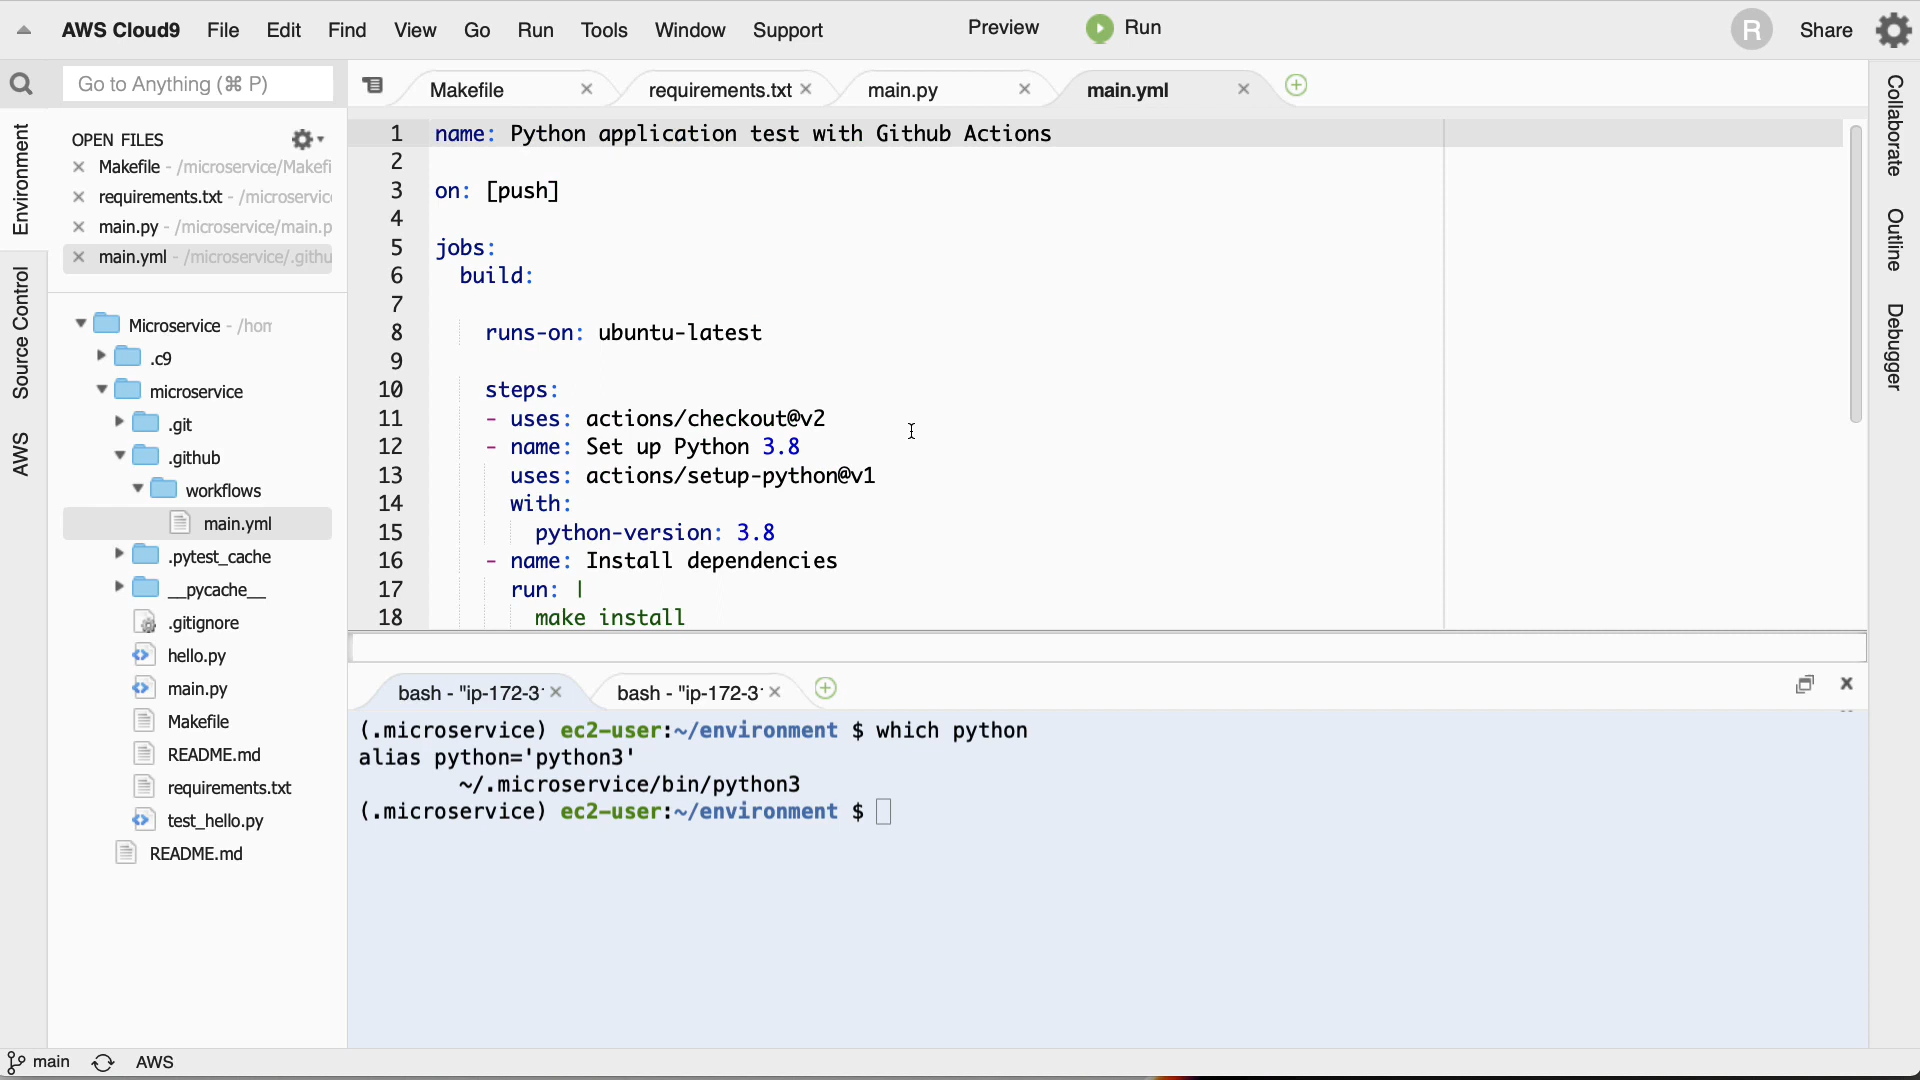 AWS Cloud9 File Edit Find View Go Run Tools Window Support Preview Run R Share
Go to Anything (⌘ P)
Makefile requirements.txt main.py main.yml
Environment
Source Control
AWS
OPEN FILES
Makefile - /microservice/Makefi
requirements.txt - /microservic
main.py - /microservice/main.p
main.yml - /microservice/.githu
Microservice - /hom
.c9
microservice
.git
.github
workflows
main.yml
.pytest_cache
__pycache__
.gitignore
hello.py
main.py
Makefile
README.md
requirements.txt
test_hello.py
README.md
1 name: Python application test with Github Actions
2
3 on: [push]
4
5 jobs:
6 build:
7
8 runs-on: ubuntu-latest
9
10 steps:
11 - uses: actions/checkout@v2
12 - name: Set up Python 3.8
13 uses: actions/setup-python@v1
14 with:
15 python-version: 3.8
16 - name: Install dependencies
17 run: |
18 make install
Collaborate
Outline
Debugger
bash - "ip-172-3 bash - "ip-172-3
(.microservice) ec2-user:~/environment $ which python
alias python='python3'
~/.microservice/bin/python3
(.microservice) ec2-user:~/environment $
main AWS